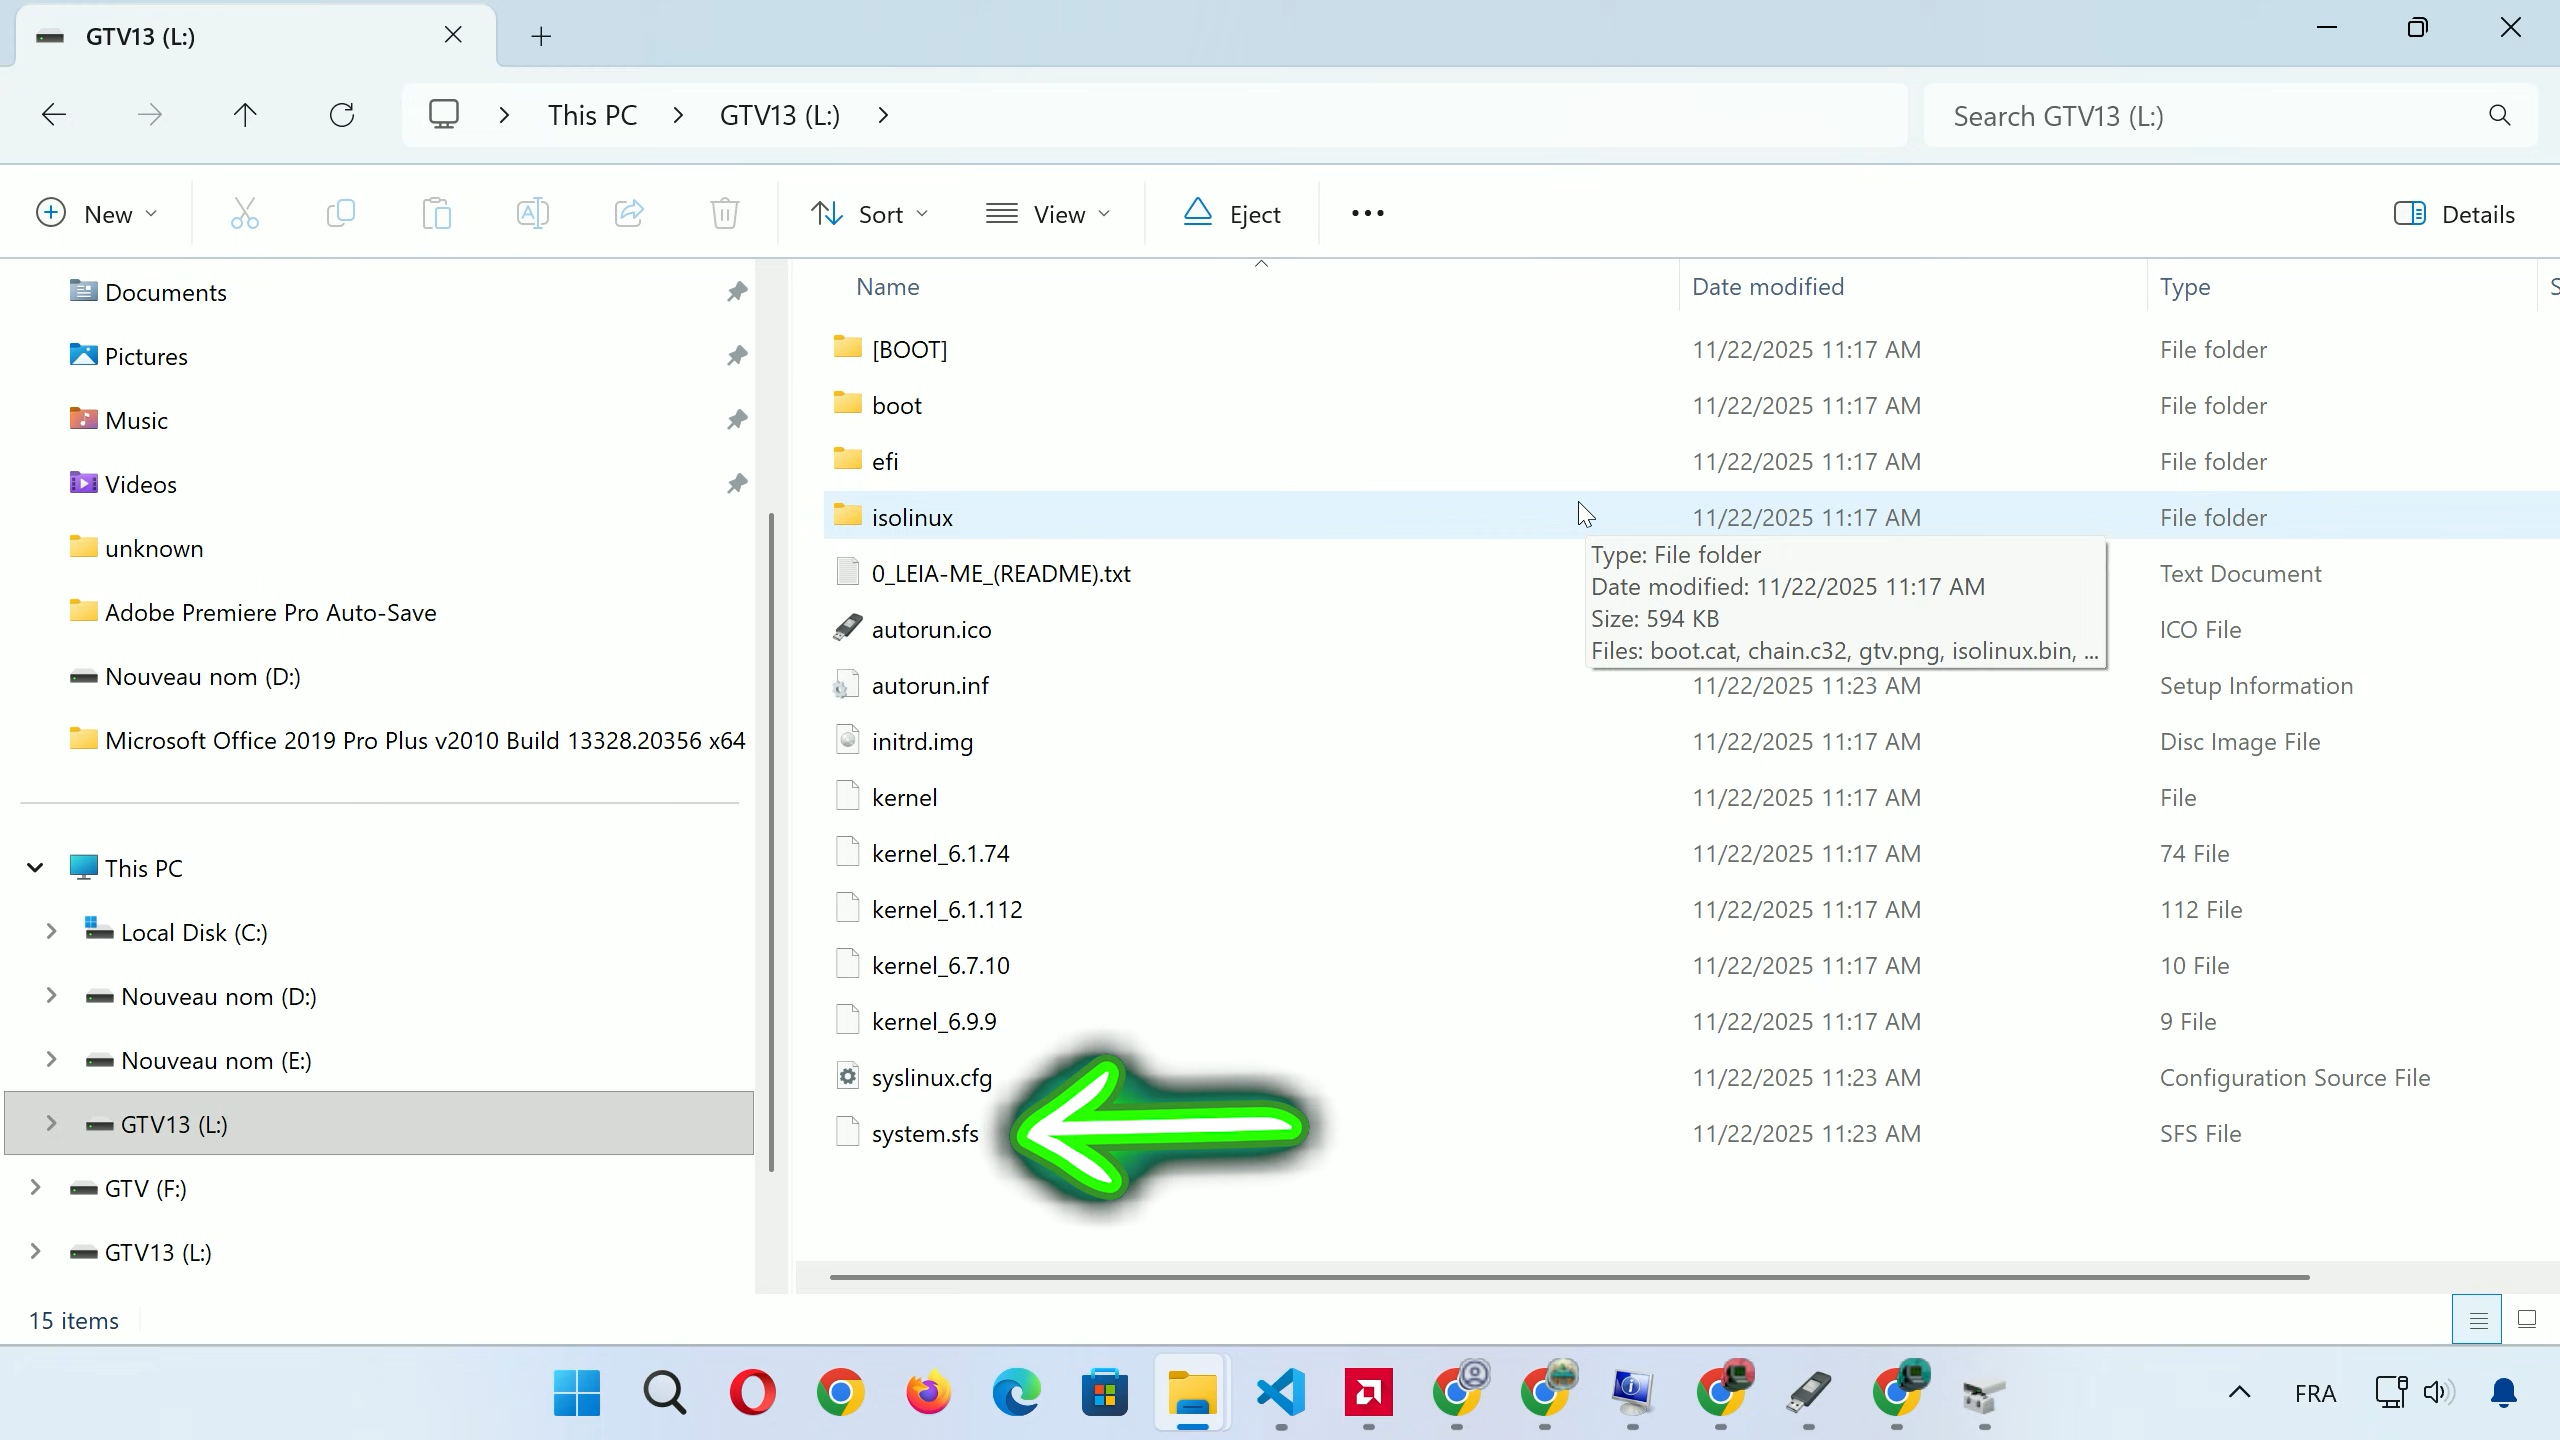 GTV13 (L:)
This PC > GTV13 (L:) >
Search GTV13 (L:)
New
Sort
View
Eject
Details
Documents
Pictures
Music
Videos
unknown
Adobe Premiere Pro Auto-Save
Nouveau nom (D:)
Microsoft Office 2019 Pro Plus v2010 Build 13328.20356 x64
This PC
Local Disk (C:)
Nouveau nom (D:)
Nouveau nom (E:)
GTV13 (L:)
GTV (F:)
GTV13 (L:)
Name Date modified Type S
[BOOT] 11/22/2025 11:17 AM File folder
boot 11/22/2025 11:17 AM File folder
efi 11/22/2025 11:17 AM File folder
isolinux 11/22/2025 11:17 AM File folder
0_LEIA-ME_(README).txt Text Document
autorun.ico ICO File
autorun.inf 11/22/2025 11:23 AM Setup Information
initrd.img 11/22/2025 11:17 AM Disc Image File
kernel 11/22/2025 11:17 AM File
kernel_6.1.74 11/22/2025 11:17 AM 74 File
kernel_6.1.112 11/22/2025 11:17 AM 112 File
kernel_6.7.10 11/22/2025 11:17 AM 10 File
kernel_6.9.9 11/22/2025 11:17 AM 9 File
syslinux.cfg 11/22/2025 11:23 AM Configuration Source File
system.sfs 11/22/2025 11:23 AM SFS File
Type: File folder
Date modified: 11/22/2025 11:17 AM
Size: 594 KB
Files: boot.cat, chain.c32, gtv.png, isolinux.bin, ...
15 items
FRA